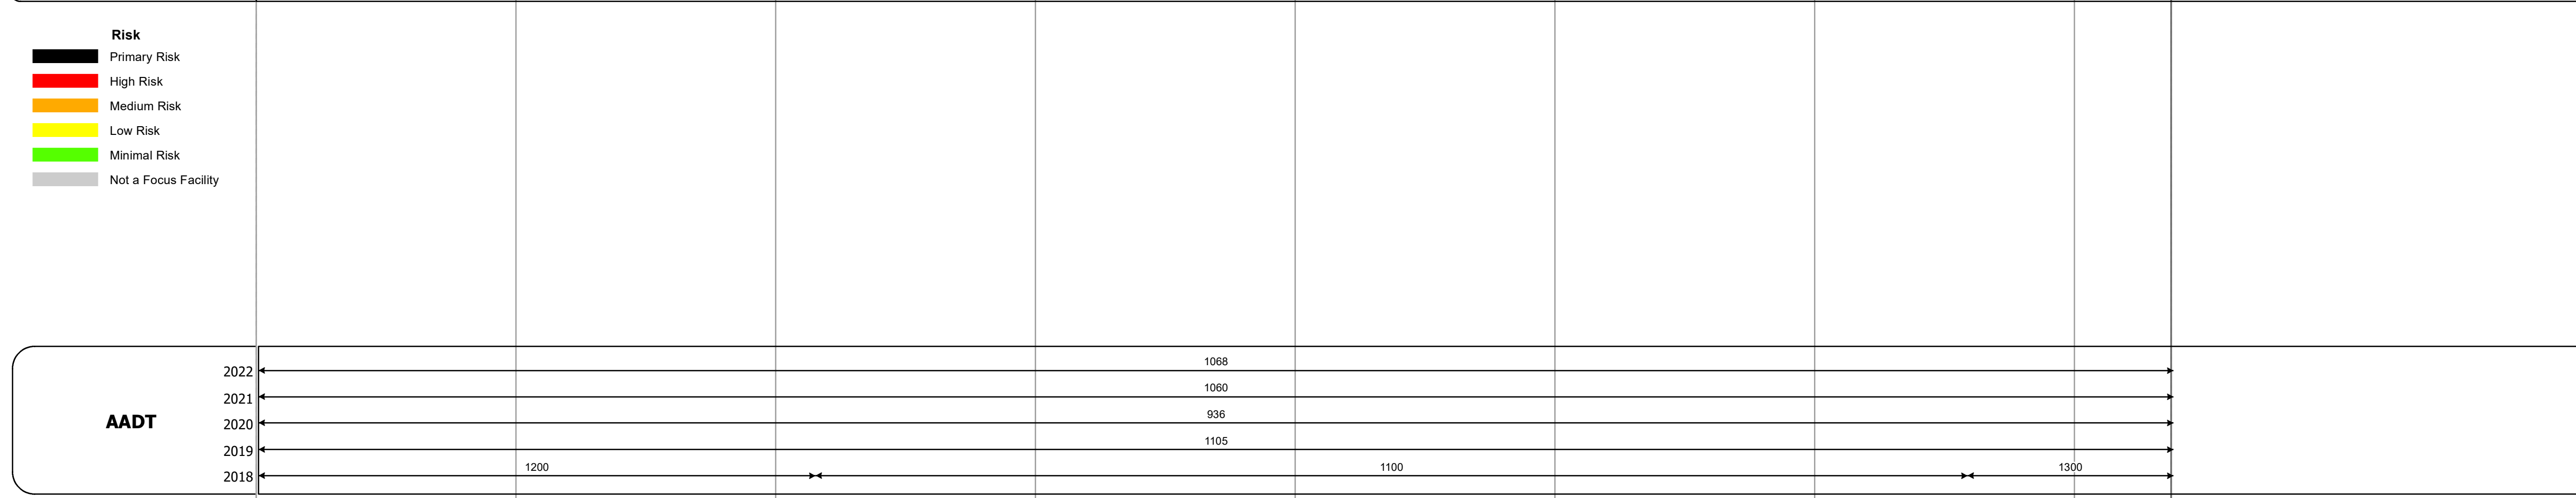 Risk
Primary Risk
High Risk
Medium Risk
Low Risk
Minimal Risk
Not a Focus Facility
AADT
2022 1068
2021 1060
2020 936
2019 1105
2018 1200 1100 1300